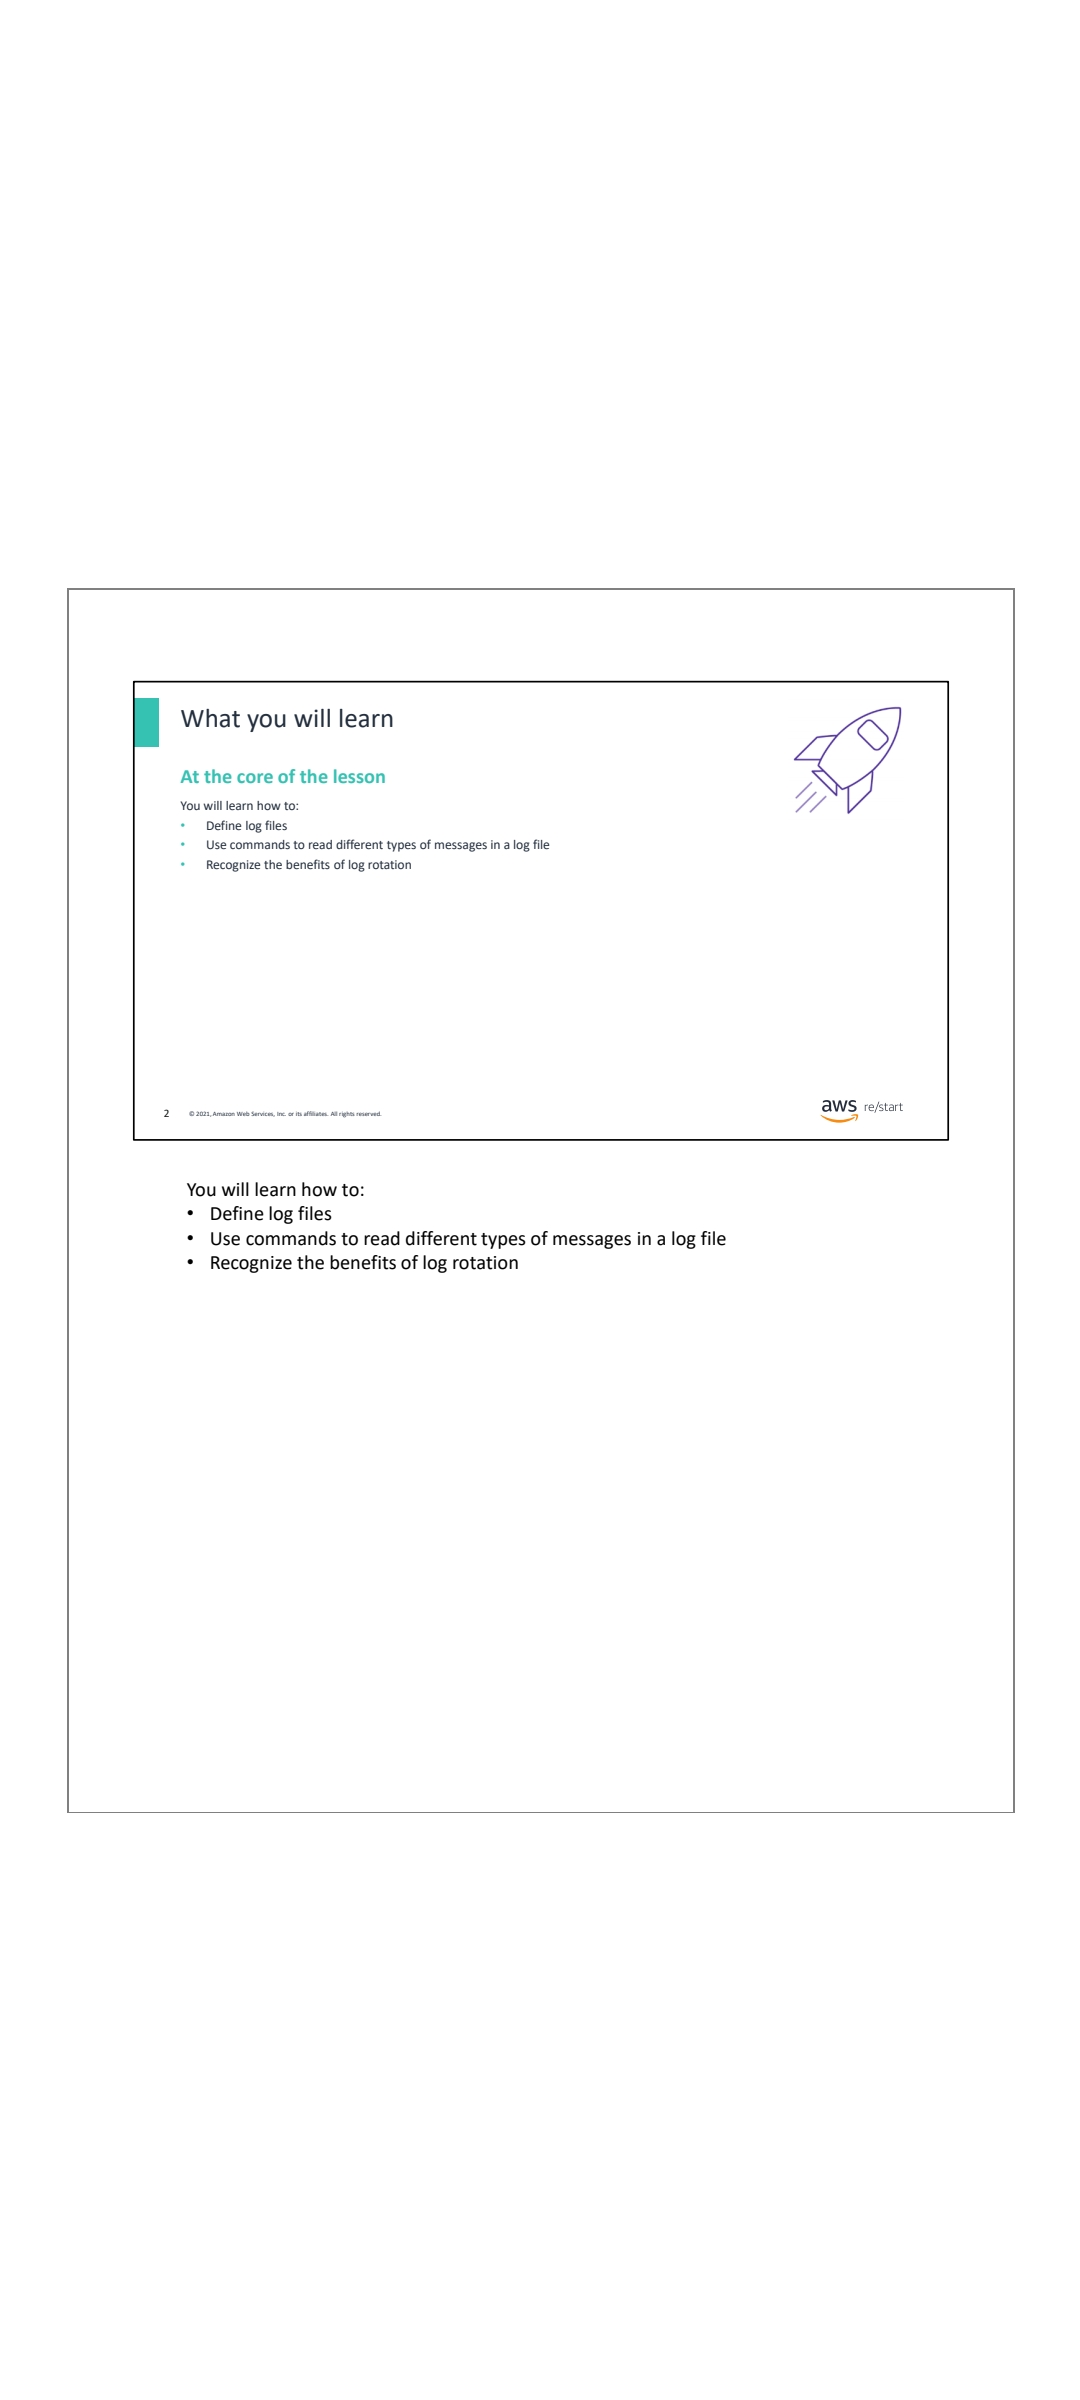 What you will learn
At the core of the lesson
You will learn how to:
• Define log files
• Use commands to read different types of messages in a log file
• Recognize the benefits of log rotation
2 © 2021, Amazon Web Services, Inc. or its affiliates. All rights reserved.
aws re/start
You will learn how to:
• Define log files
• Use commands to read different types of messages in a log file
• Recognize the benefits of log rotation